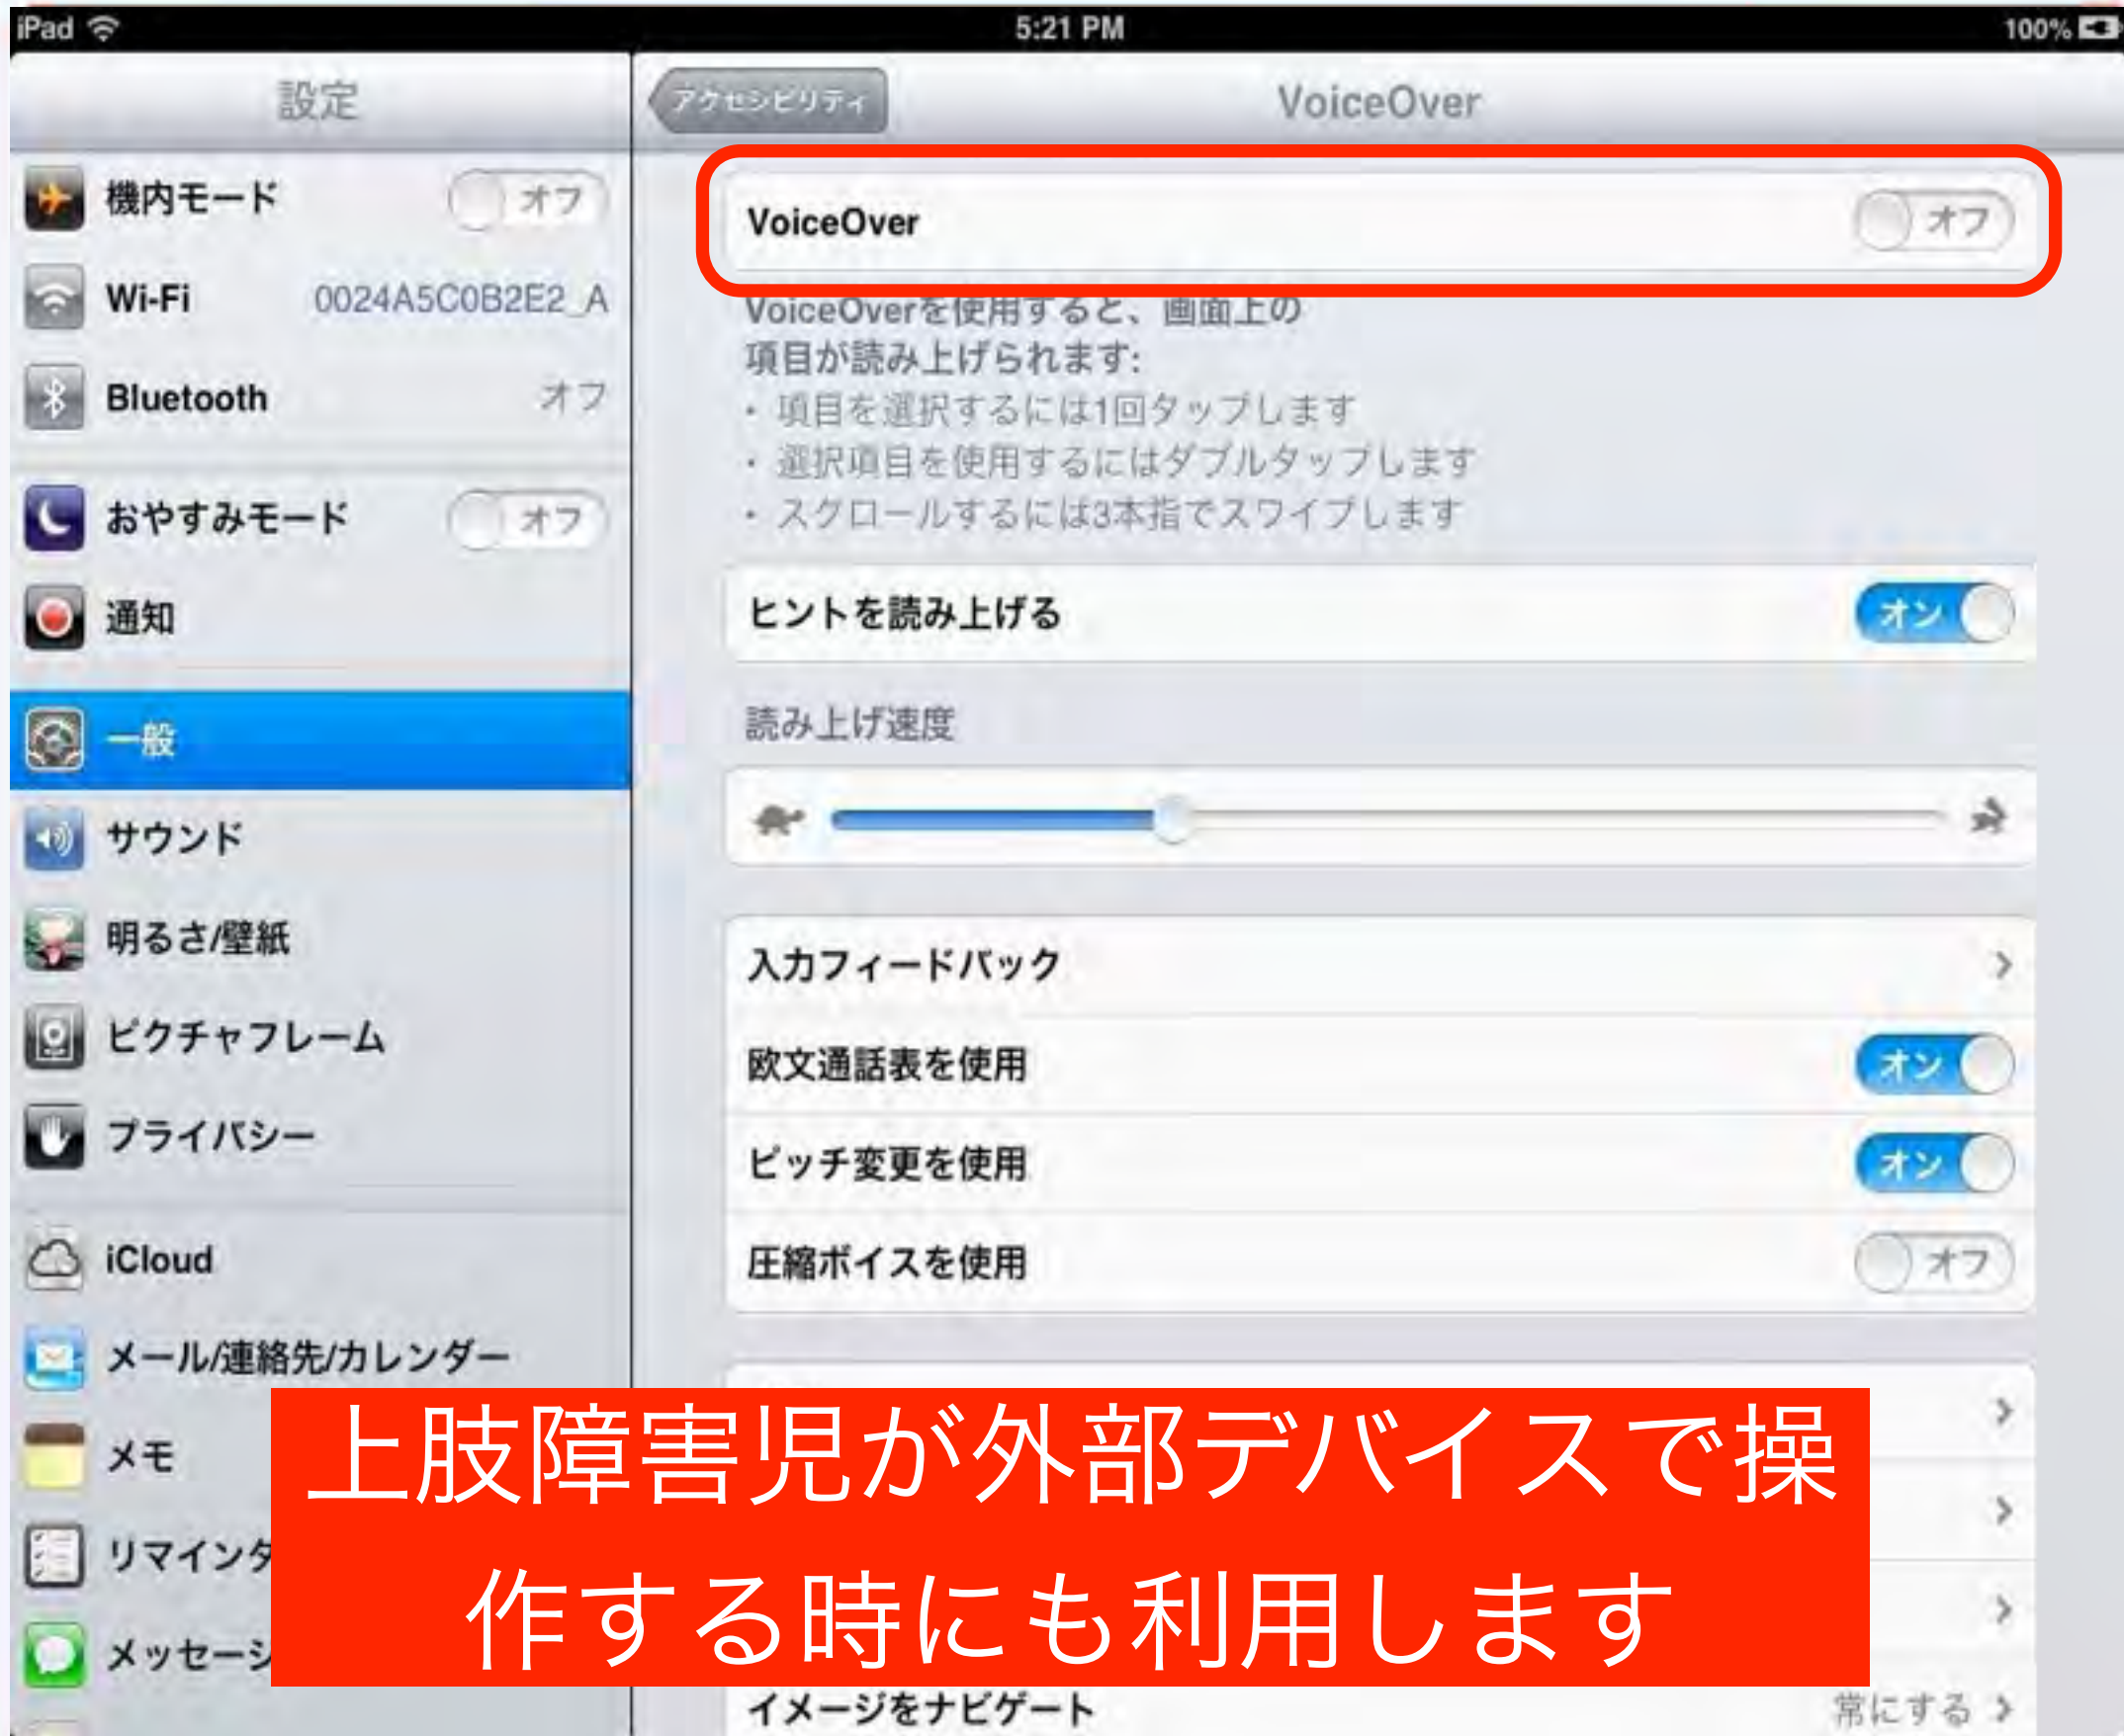 iPad
5:21 PM
100%
設定
機内モード オフ
Wi-Fi 0024A5C0B2E2_A
Bluetooth オフ
おやすみモード オフ
通知
一般
サウンド
明るさ/壁紙
ピクチャフレーム
プライバシー
iCloud
メール/連絡先/カレンダー
メモ
リマインダ
メッセージ
アクセシビリティ
VoiceOver
VoiceOver オフ
VoiceOverを使用すると、画面上の
項目が読み上げられます:
・ 項目を選択するには1回タップします
・ 選択項目を使用するにはダブルタップします
・ スクロールするには3本指でスワイプします
ヒントを読み上げる オン
読み上げ速度
入力フィードバック
欧文通話表を使用 オン
ピッチ変更を使用 オン
圧縮ボイスを使用 オフ
上肢障害児が外部デバイスで操
作する時にも利用します
イメージをナビゲート 常にする